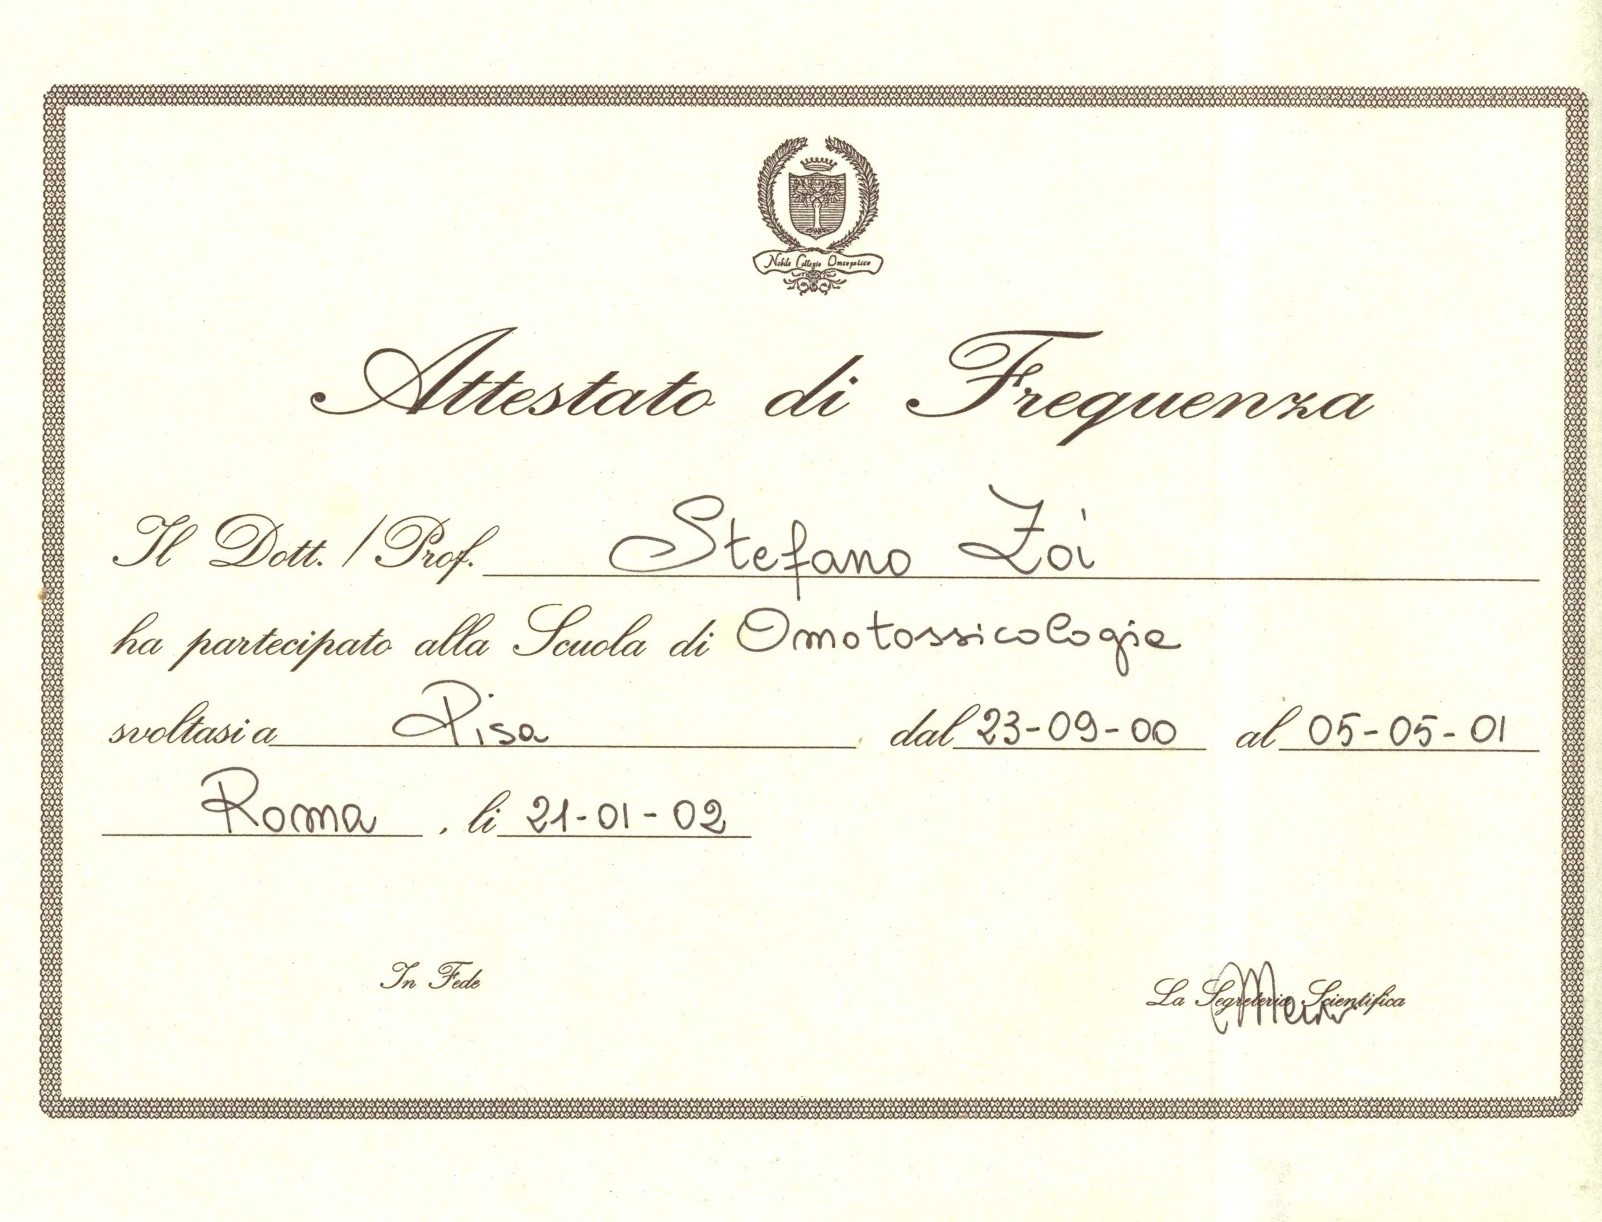 Nobile Collegio Omeopatico
Attestato di Frequenza
Il Dott. / Prof. Stefano Zoi
ha partecipato alla Scuola di Omotossicologia
svoltasi a Pisa dal 23-09-00 al 05-05-01
Roma, li 21-01-02
In Fede
La Segreteria Scientifica